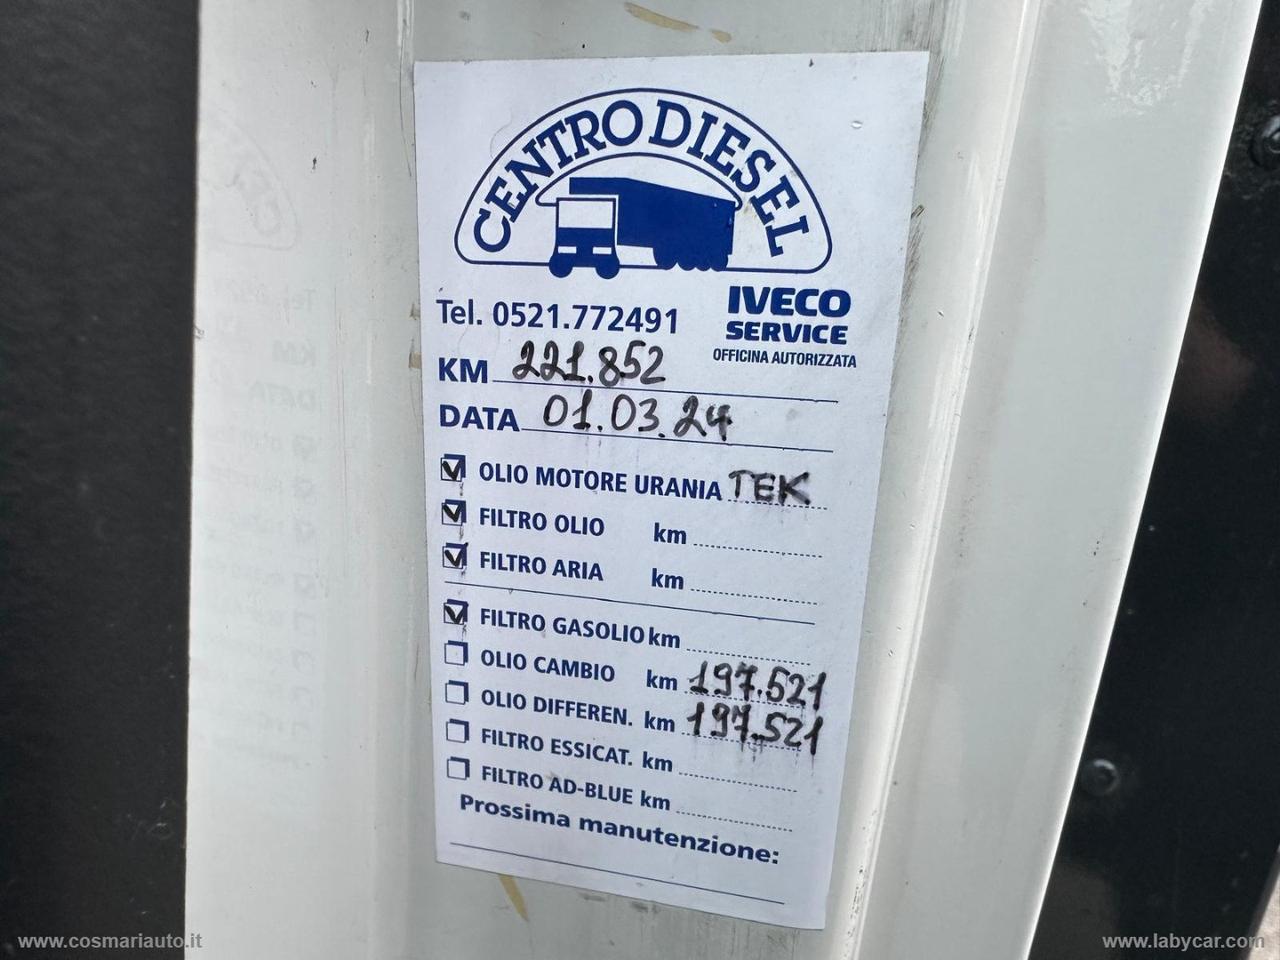 CENTRO DIESEL
IVECO
SERVICE
OFFICINA AUTORIZZATA
Tel. 0521.772491
KM 221.852
DATA 01.03.24
OLIO MOTORE URANIA TEK
FILTRO OLIO km
FILTRO ARIA km
FILTRO GASOLIO km
OLIO CAMBIO km 197.521
OLIO DIFFEREN. km 197.521
FILTRO ESSICAT. km
FILTRO AD-BLUE km
Prossima manutenzione:
www.cosmariauto.it
www.labycar.com